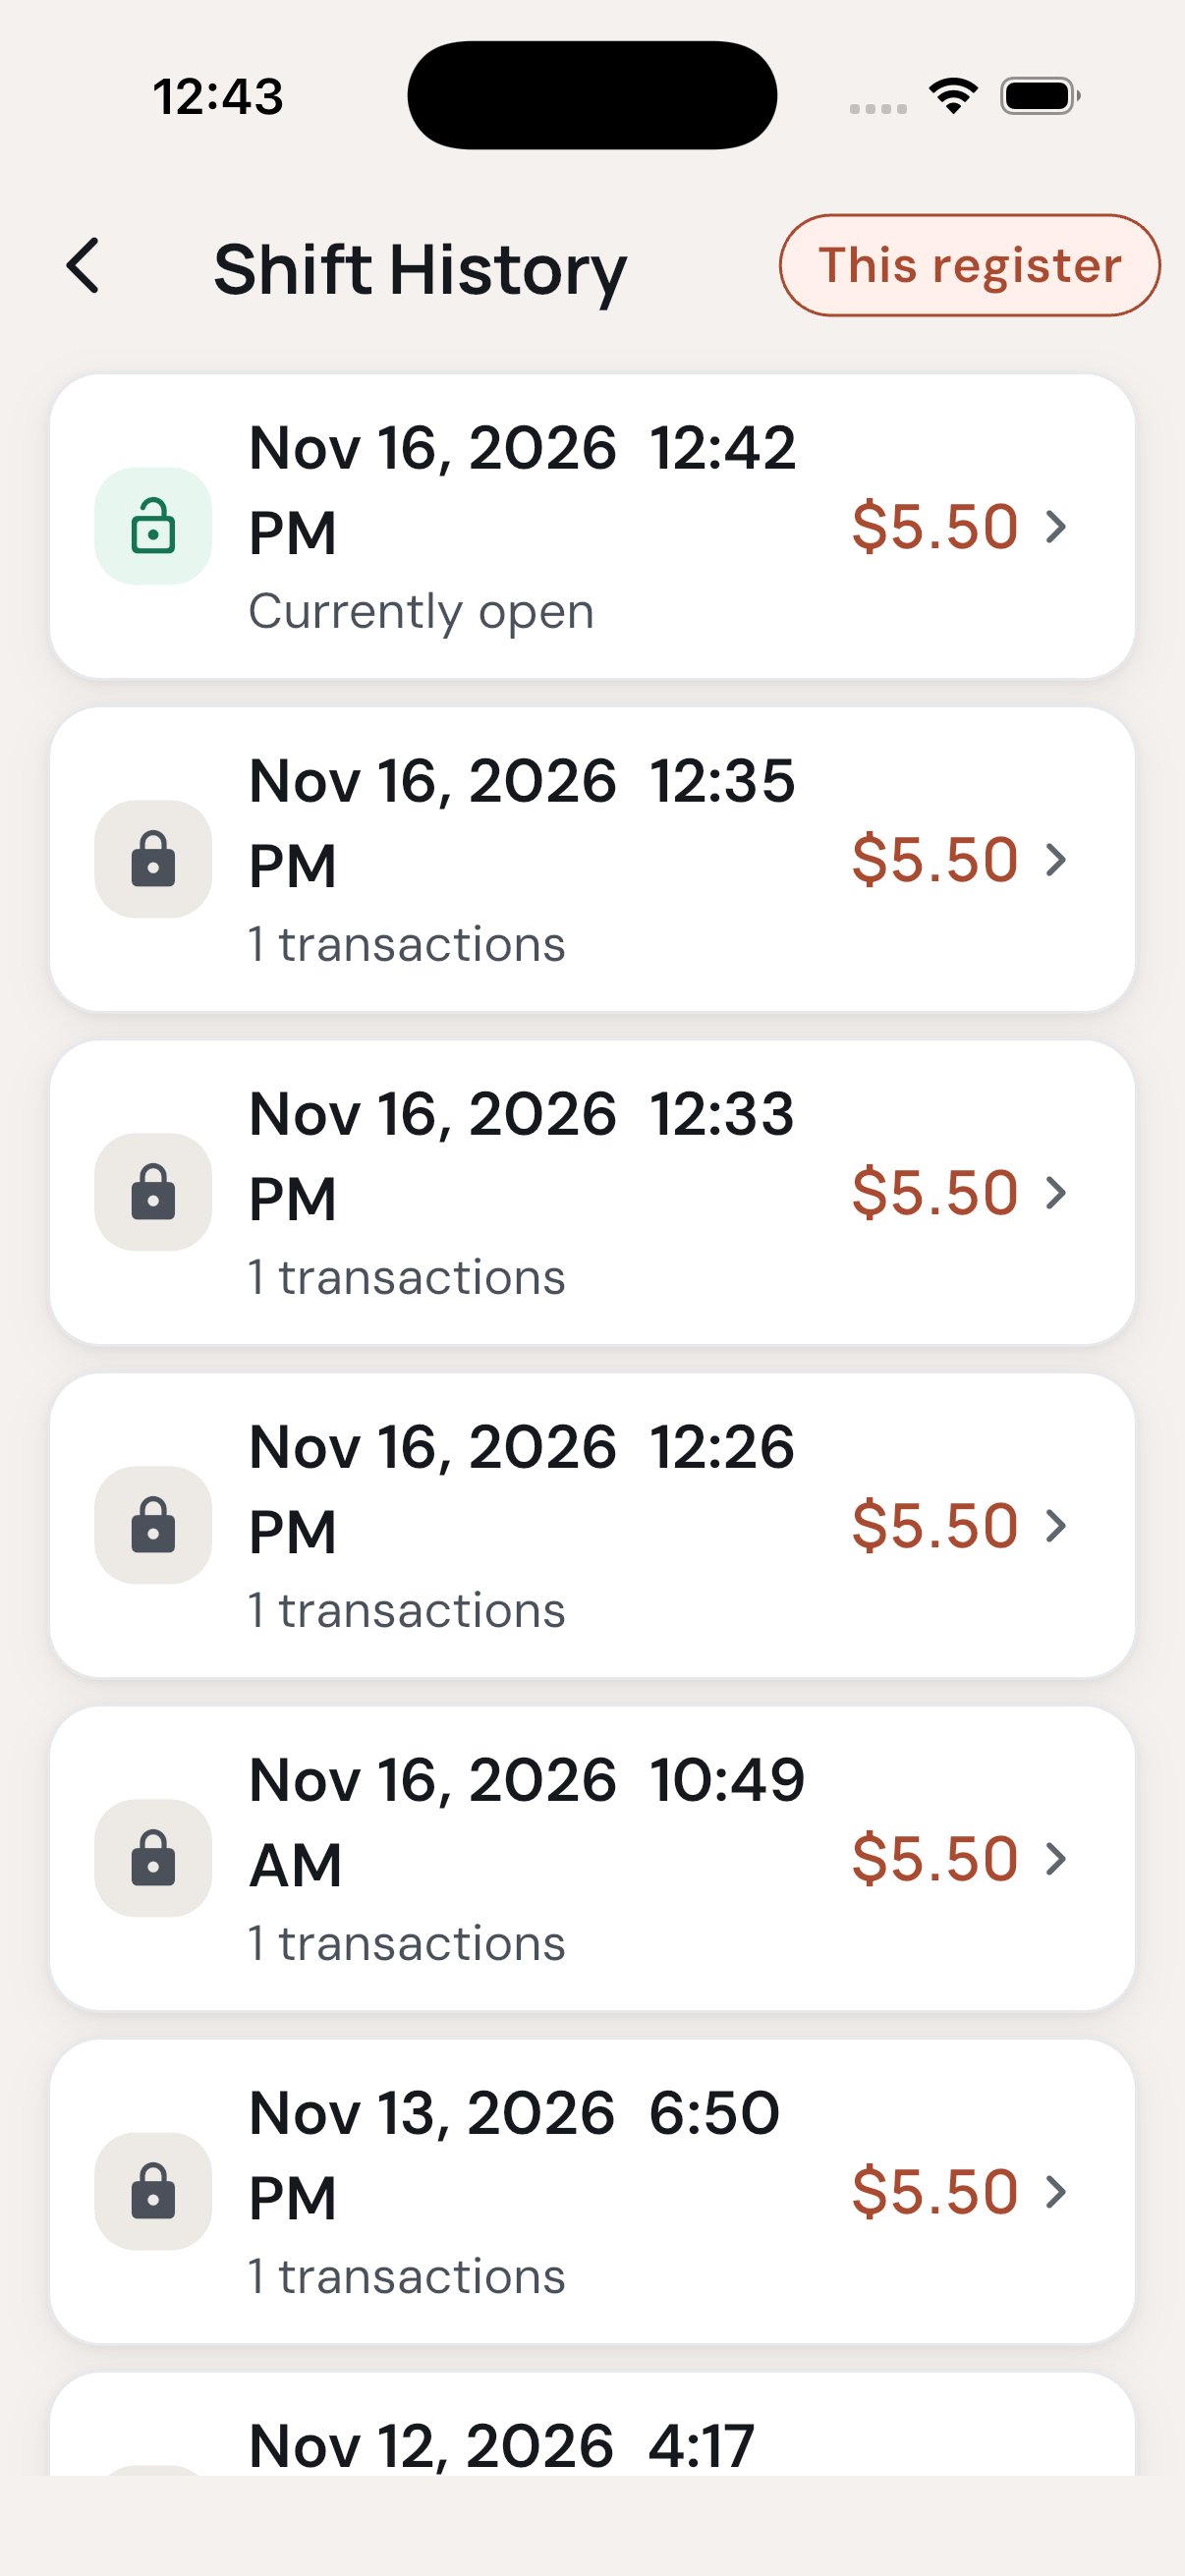 12:43
Shift History
This register
Nov 16, 2026 12:42
PM
Currently open
$5.50
Nov 16, 2026 12:35
PM
1 transactions
$5.50
Nov 16, 2026 12:33
PM
1 transactions
$5.50
Nov 16, 2026 12:26
PM
1 transactions
$5.50
Nov 16, 2026 10:49
AM
1 transactions
$5.50
Nov 13, 2026 6:50
PM
1 transactions
$5.50
Nov 12, 2026 4:17